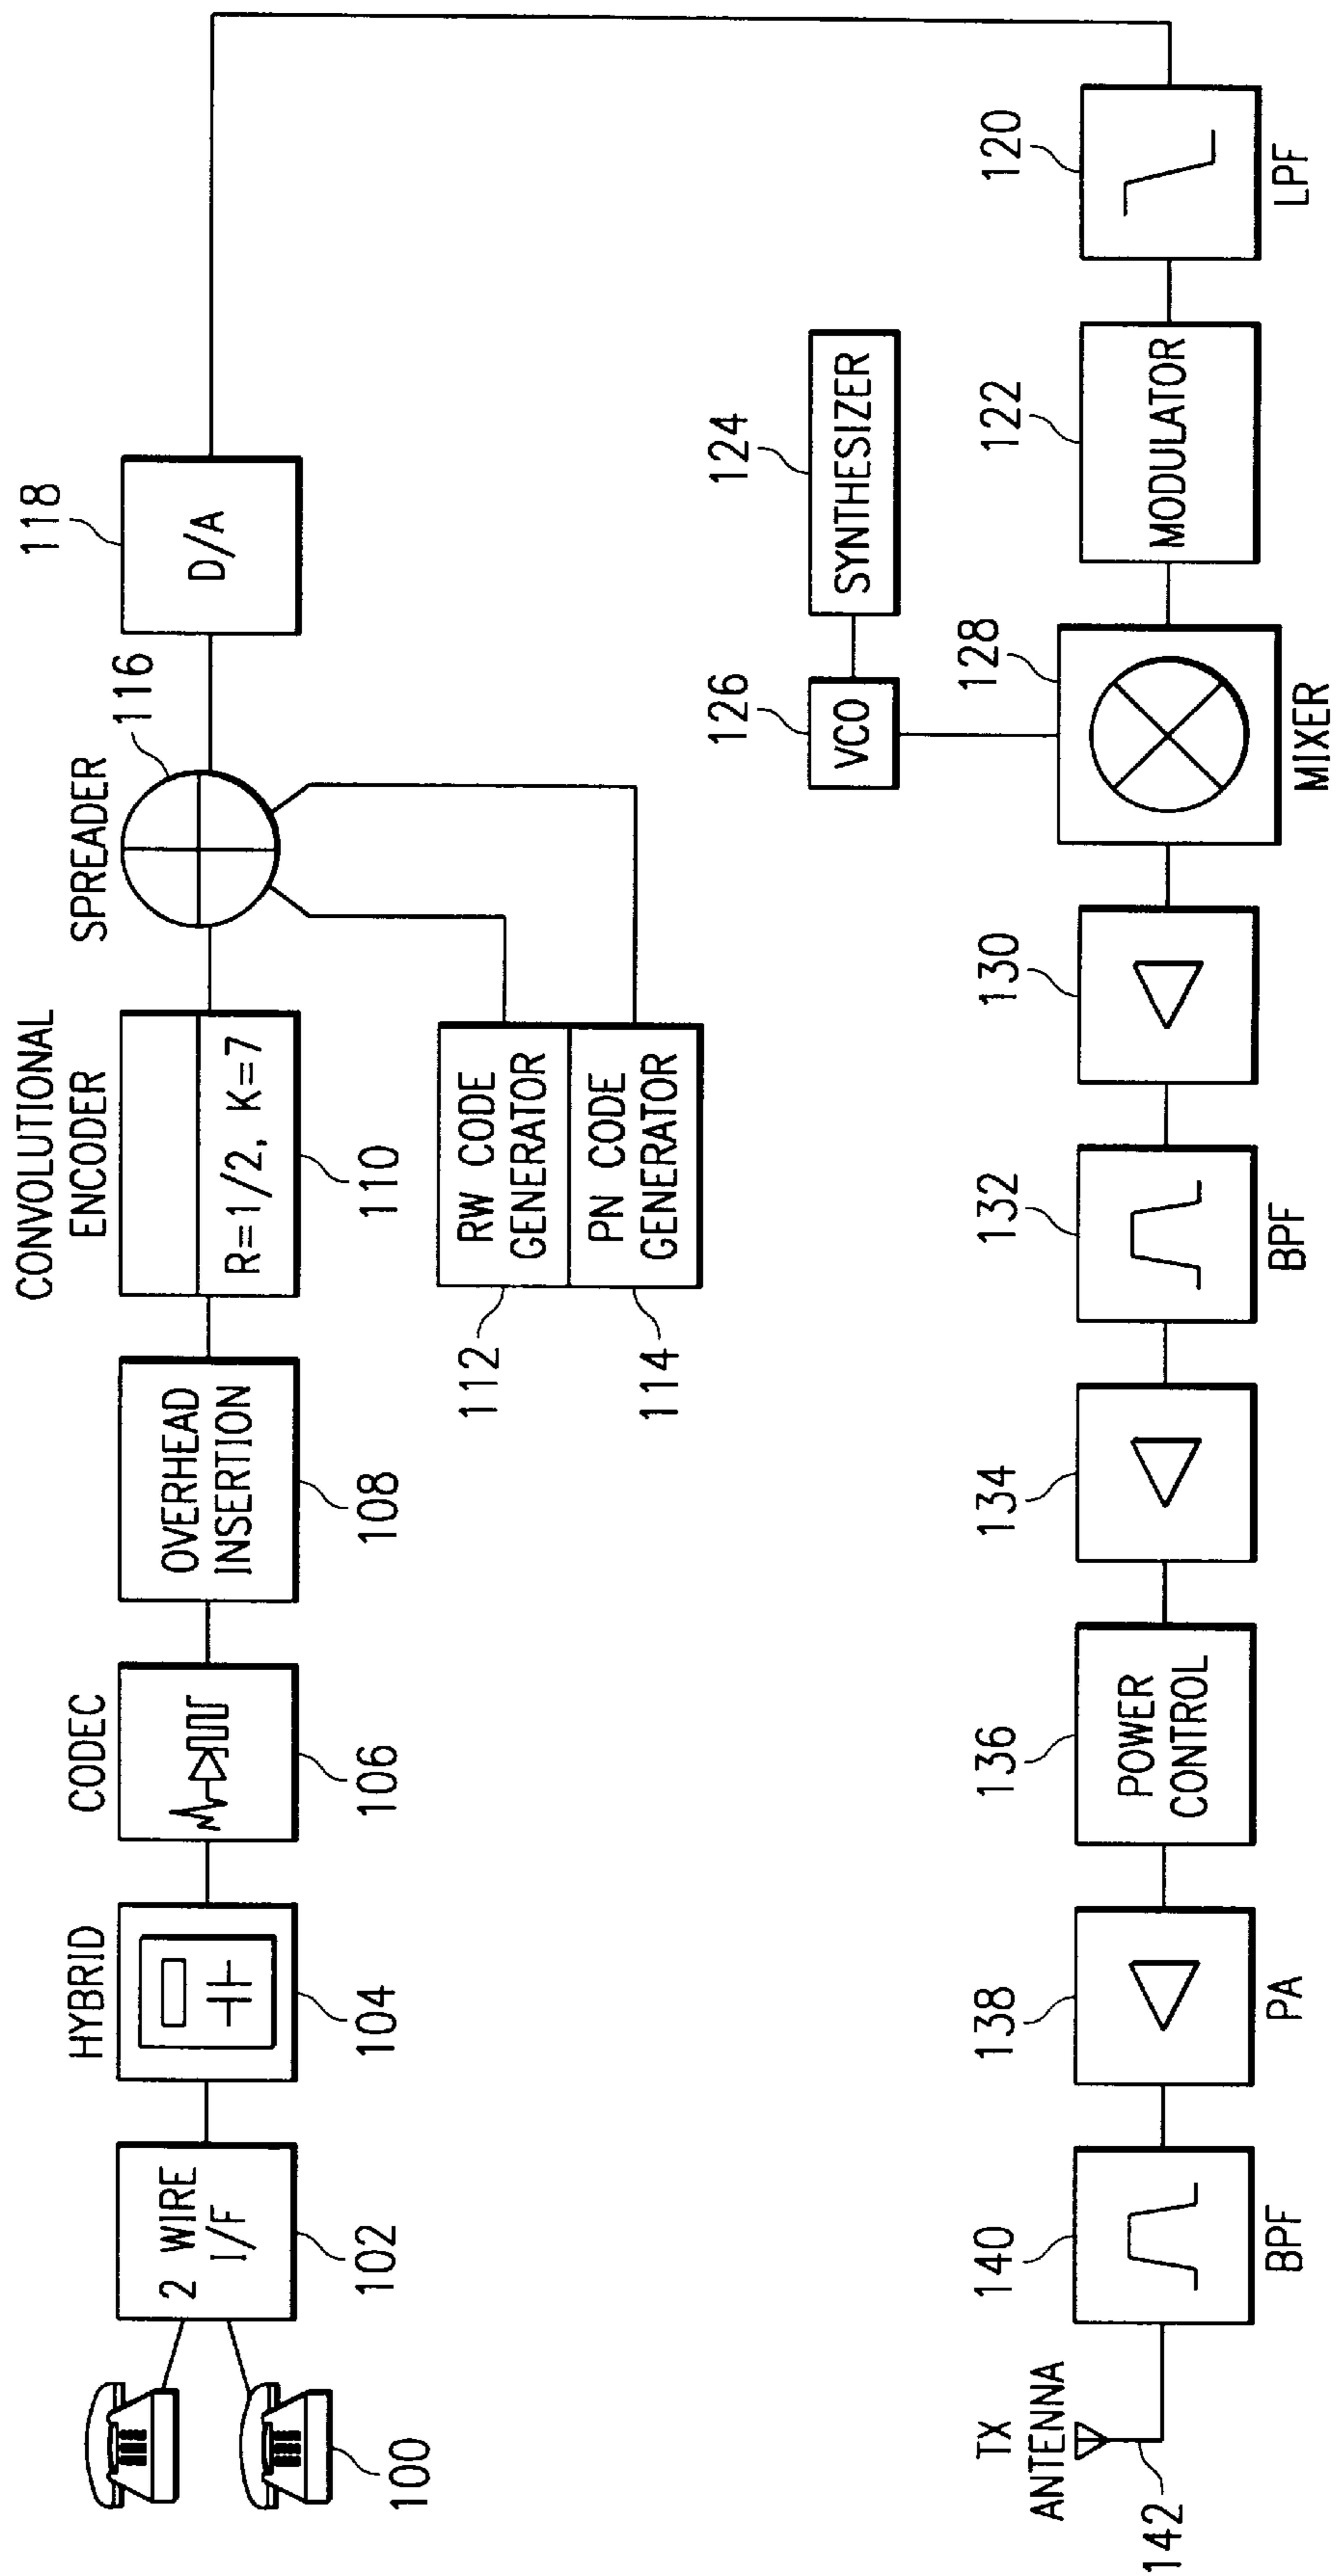 HYBRID
CODEC
CONVOLUTIONAL
ENCODER
SPREADER
116
118
2 WIRE
I/F
OVERHEAD
INSERTION
R=1/2, K=7
D/A
100
102
104
106
108
110
112
114
RW CODE
GENERATOR
PN CODE
GENERATOR
126
124
VCO
SYNTHESIZER
TX
ANTENNA
142
140
138
136
134
132
130
128
122
120
POWER
CONTROL
MODULATOR
BPF
PA
BPF
MIXER
LPF